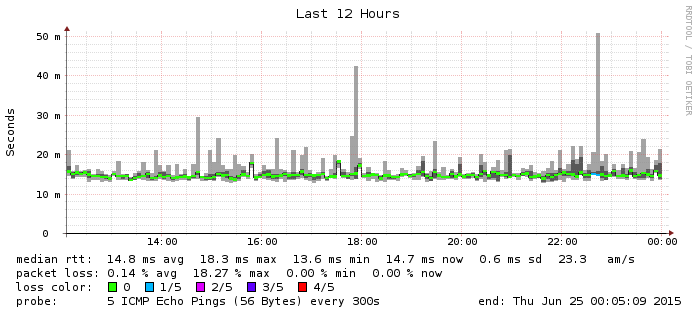 Last 12 Hours
RRDTOOL / TOBI OETIKER
Seconds
50 m
40 m
30 m
20 m
10 m
0
14:00 16:00 18:00 20:00 22:00 00:00
median rtt: 14.8 ms avg 18.3 ms max 13.6 ms min 14.7 ms now 0.6 ms sd 23.3 am/s
packet loss: 0.14 % avg 18.27 % max 0.00 % min 0.00 % now
loss color: 0 1/5 2/5 3/5 4/5
probe: 5 ICMP Echo Pings (56 Bytes) every 300s end: Thu Jun 25 00:05:09 2015